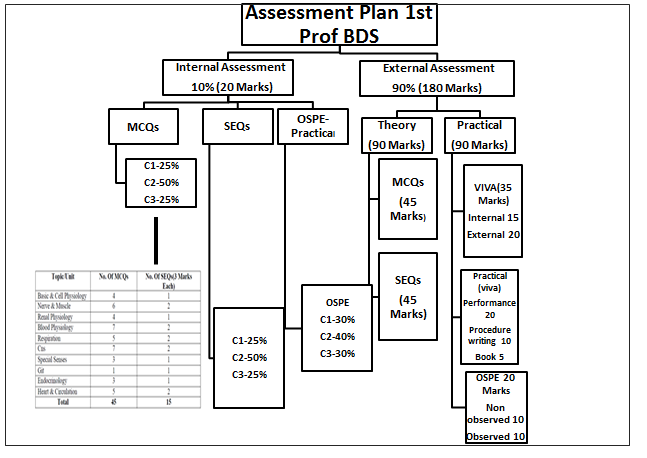 Assessment Plan 1st
Prof BDS
Internal Assessment
10% (20 Marks)
External Assessment
90% (180 Marks)
MCQs
SEQs
OSPE-
Practical
Theory
(90 Marks)
Practical
(90 Marks)
C1-25%
C2-50%
C3-25%
MCQs
(45
Marks)
VIVA(35
Marks)
Internal 15
External 20
SEQs
(45
Marks)
Practical
(viva)
Performance
20
Procedure
writing 10
Book 5
OSPE
C1-30%
C2-40%
C3-30%
C1-25%
C2-50%
C3-25%
OSPE 20
Marks
Non
observed 10
Observed 10
Topic/Unit No. Of MCQs No. Of SEQs(3 Marks
Each)
Basic & Cell Physiology 4 1
Nerve & Muscle 6 2
Renal Physiology 4 1
Blood Physiology 7 2
Respiration 5 2
Cns 7 2
Special Senses 3 1
Git 1 1
Endocrinology 3 1
Heart & Circulation 5 2
Total 45 15